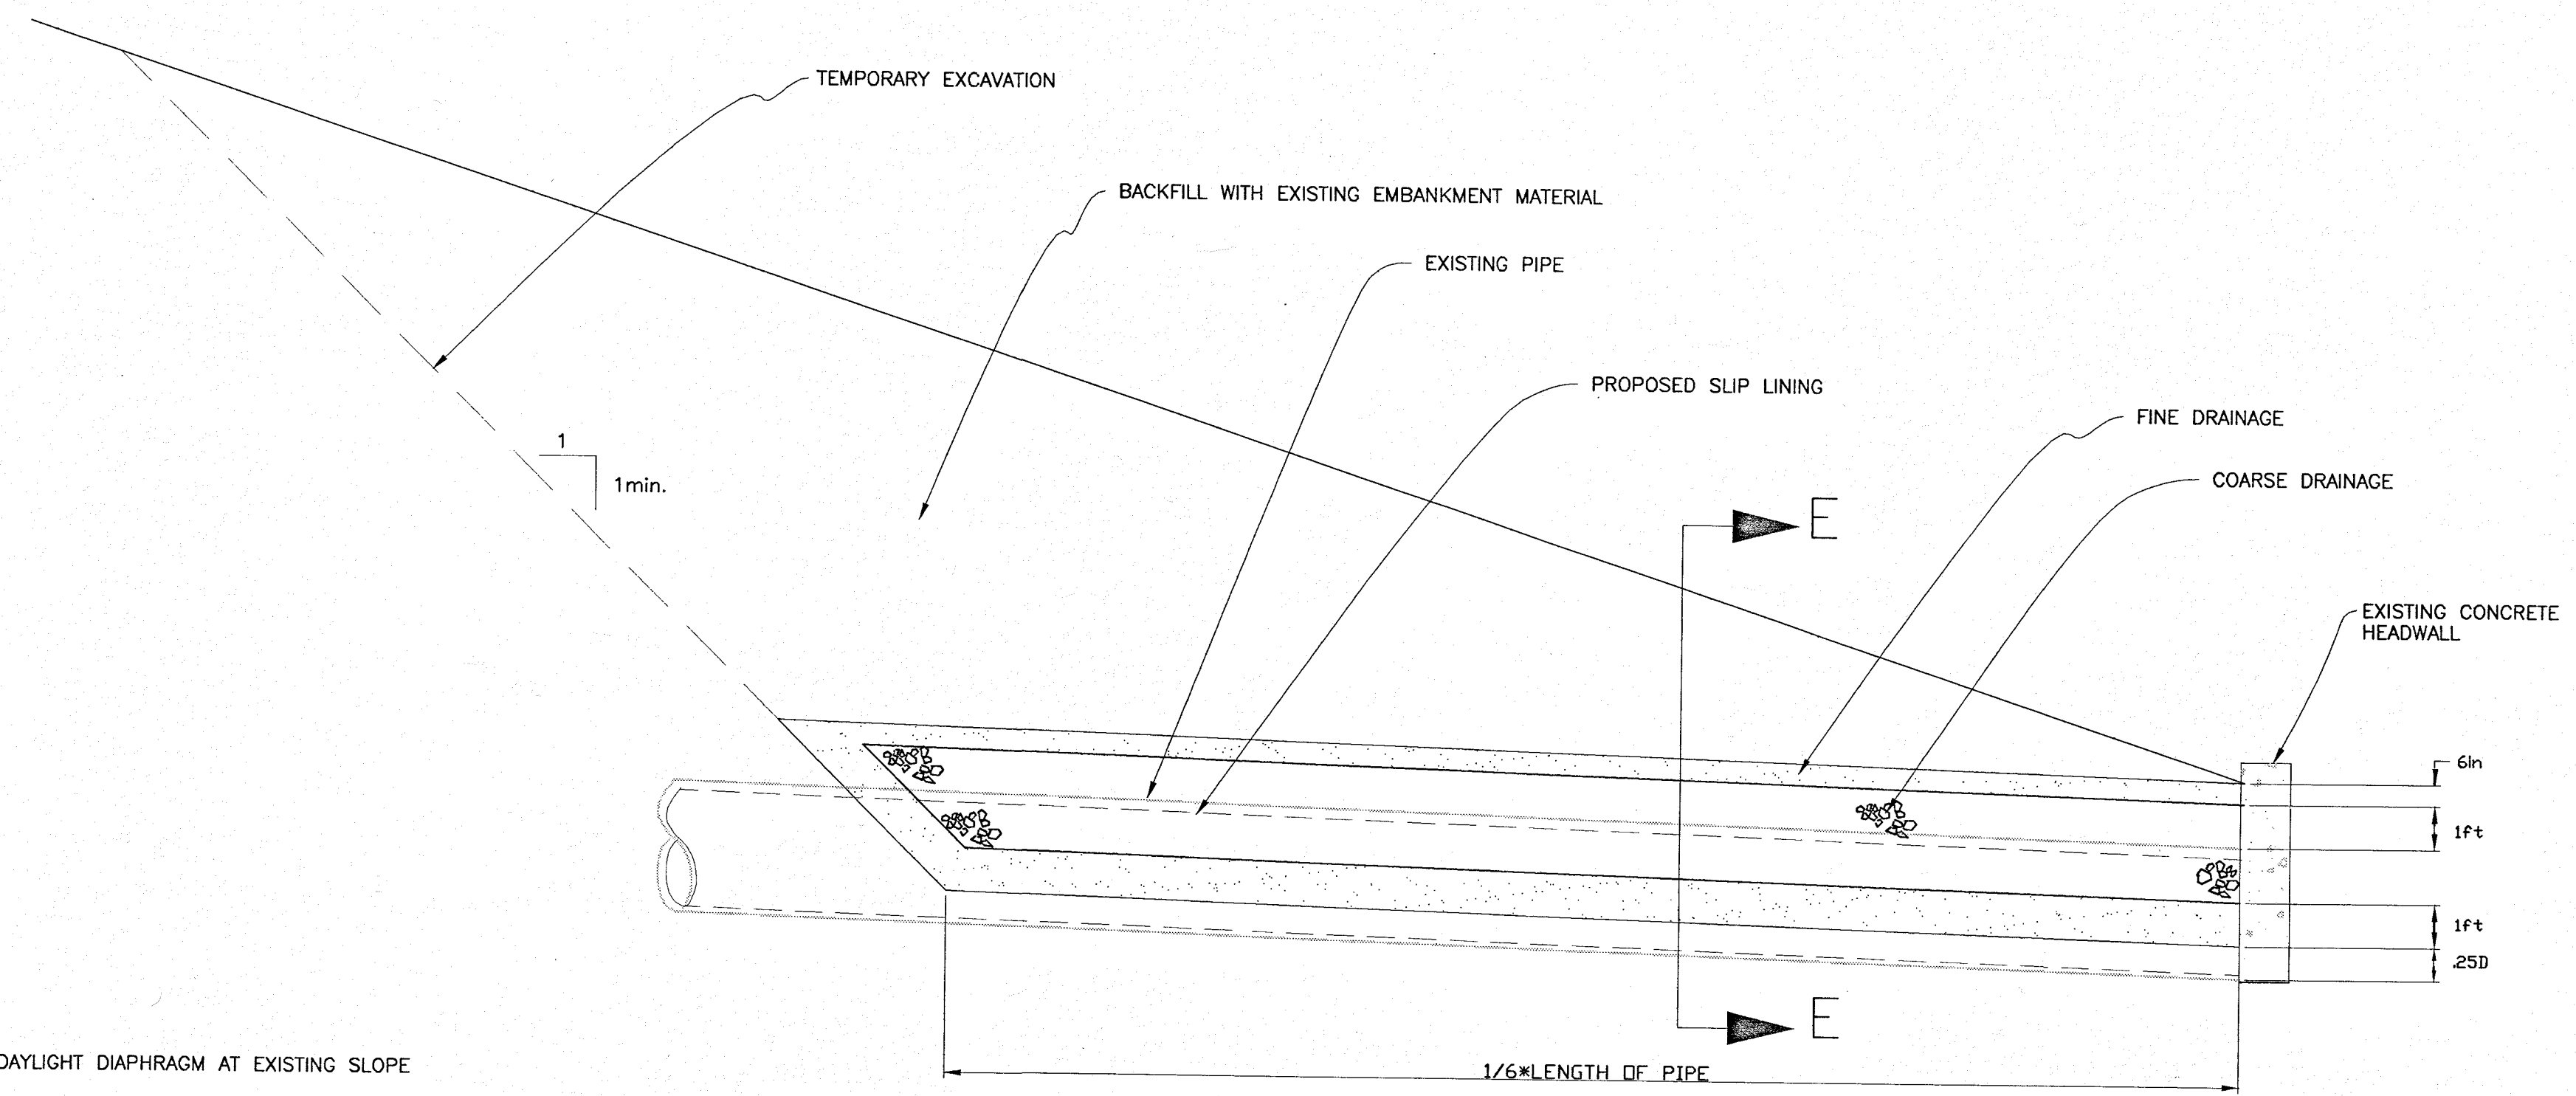 TEMPORARY EXCAVATION
BACKFILL WITH EXISTING EMBANKMENT MATERIAL
EXISTING PIPE
PROPOSED SLIP LINING
FINE DRAINAGE
1
1min.
COARSE DRAINAGE
E
EXISTING CONCRETE
HEADWALL
6In
1ft
1ft
.25D
E
DAYLIGHT DIAPHRAGM AT EXISTING SLOPE
1/6*LENGTH OF PIPE